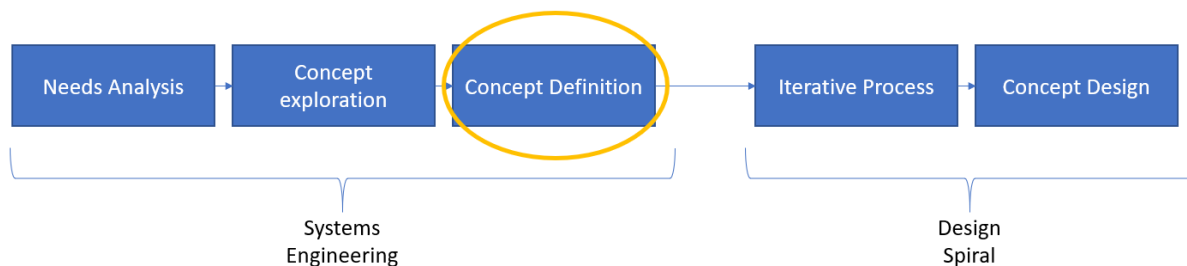 Needs Analysis
Concept
exploration
Concept Definition
Iterative Process
Concept Design
Systems
Engineering
Design
Spiral